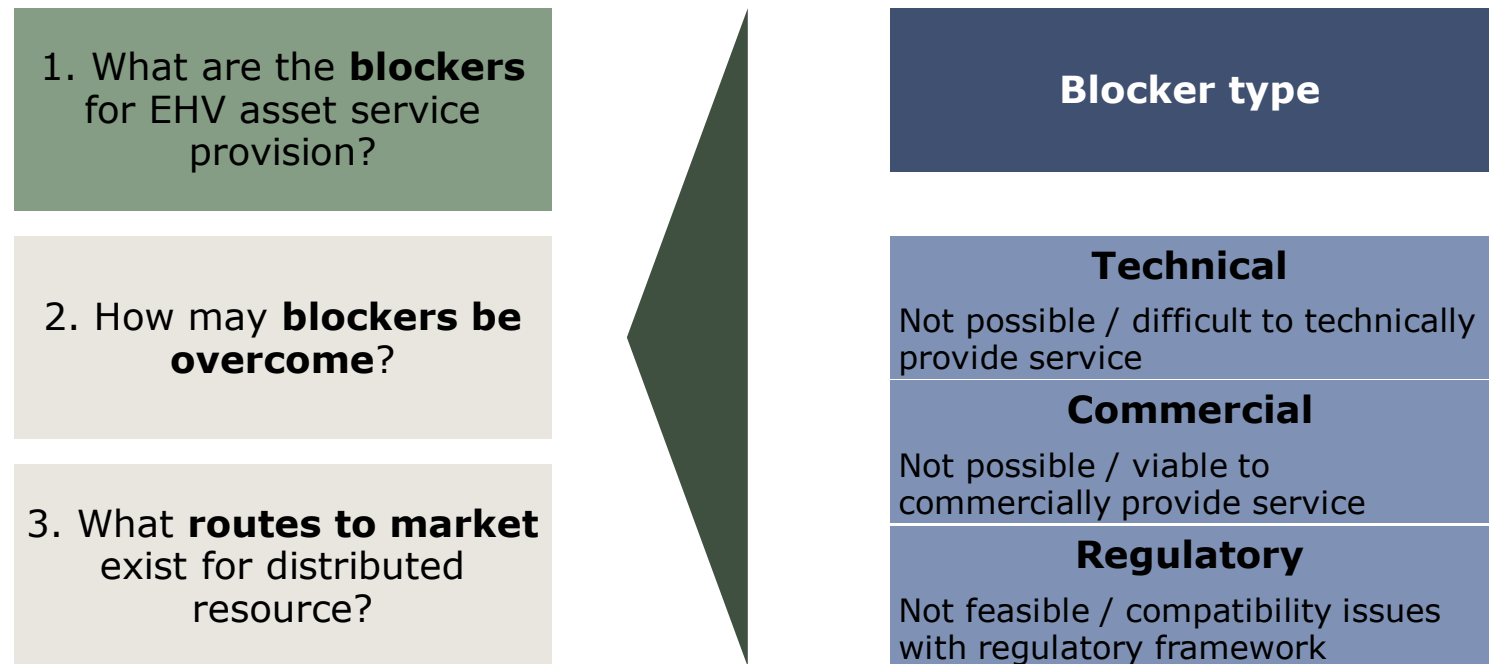 1. What are the blockers
for EHV asset service
provision?
2. How may blockers be
overcome?
3. What routes to market
exist for distributed
resource?
Blocker type
Technical
Not possible / difficult to technically
provide service
Commercial
Not possible / viable to
commercially provide service
Regulatory
Not feasible / compatibility issues
with regulatory framework